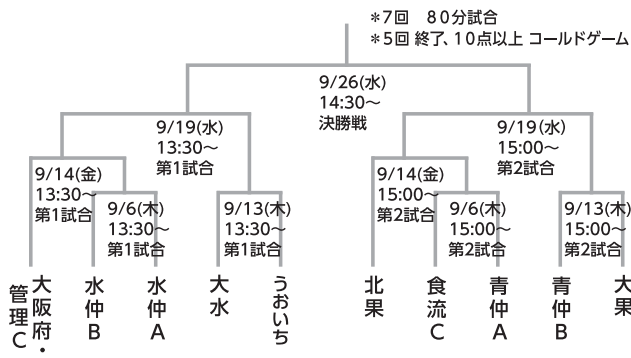 ＊7回　80分試合
＊5回 終了、10点以上 コールドゲーム
9/26(水)
14:30〜
決勝戦
9/19(水)
13:30〜
第1試合
9/19(水)
15:00〜
第2試合
9/14(金)
13:30〜
第1試合
9/6(木)
13:30〜
第1試合
9/13(木)
13:30〜
第1試合
9/14(金)
15:00〜
第2試合
9/6(木)
15:00〜
第2試合
9/13(木)
15:00〜
第2試合
大阪府・
管理C
水仲B
水仲A
大水
うおいち
北果
食流C
青仲A
青仲B
大果